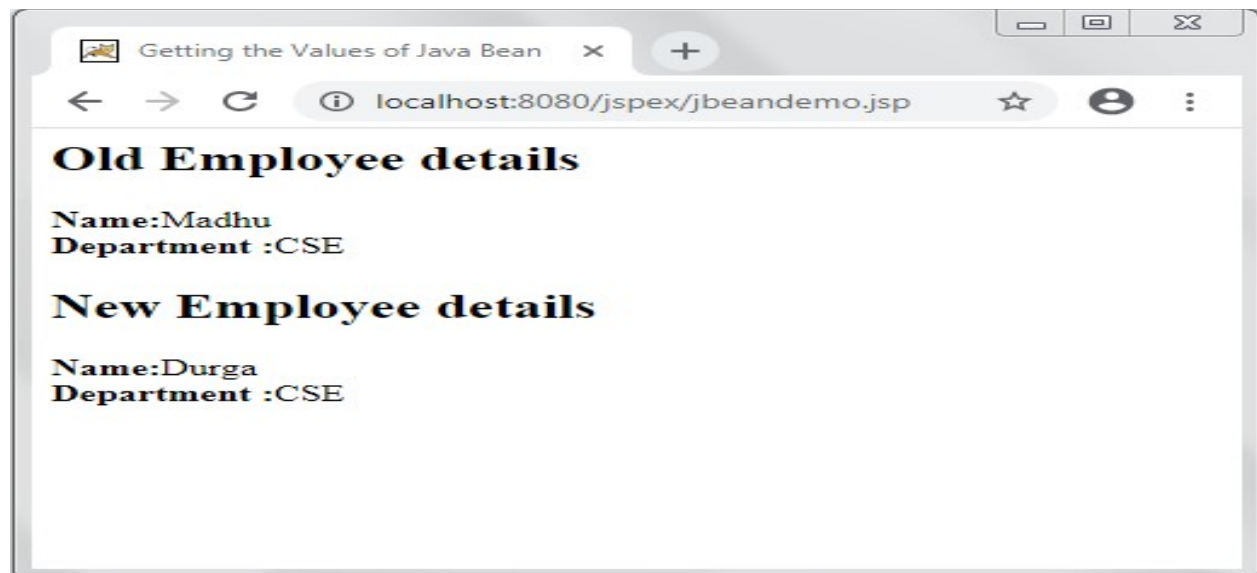 Getting the Values of Java Bean
localhost:8080/jspex/jbeandemo.jsp
Old Employee details
Name:Madhu
Department :CSE
New Employee details
Name:Durga
Department :CSE